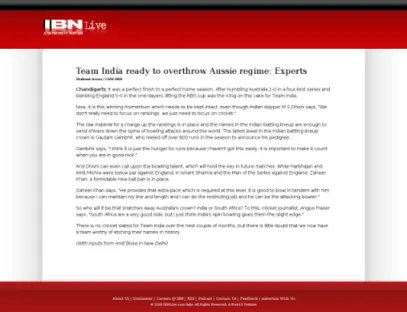 IBN Live
Team India ready to overthrow Aussie regime: Experts
Chandigarh: It was a perfect finish to a perfect home season. After humbling Australia 2-0 in a four-test series and
blanking England 5-0 in the one-dayers, lifting the NBS cup was the icing on the cake for Team India.
Now, it is this winning momentum which needs to be kept intact, even though Indian skipper M S Dhoni says, "We
don't really need to focus on rankings, we just need to focus on cricket."
The raw material for a change up the rankings is in place and the names in the Indian batting lineup are enough to
send shivers down the spine of bowling attacks around the world. The latest jewel in the Indian batting lineup
crown is Gautam Gambhir, who reeled off over 800 runs in the season to announce his pedigree.
Gambhir says, "I think it is just the hunger for runs because I haven't got this easily. It is important to make it count
when you are in good nick."
And Dhoni can even call upon the bowling talent, which will hold the key in future matches. While Harbhajan and
Amit Mishra were below par against England, in Ishant Sharma and the Man of the Series against England, Zaheer
Khan, a formidable new ball pair is in place.
Zaheer Khan says, "He provides that extra pace which is required at this level. It is good to bowl in tandem with him
because I can maintain my line and length and I can do the restricting job and he can be the attacking bowler."
So who will it be that snatches away Australia's crown? India or South Africa? To this, cricket journalist, Angus Fraser
says, "South Africa are a very good side, but I just think India's spin bowling gives them the slight edge."
There is no cricket slated for Team India over the next couple of months, but there is little doubt that we now have
a team worthy of etching their names in history.
(With inputs from Amit Bose in New Delhi)
About Us | Disclaimer | Careers @ IBN | RSS | Podcast | Contact Us | Feedback | Advertise With Us